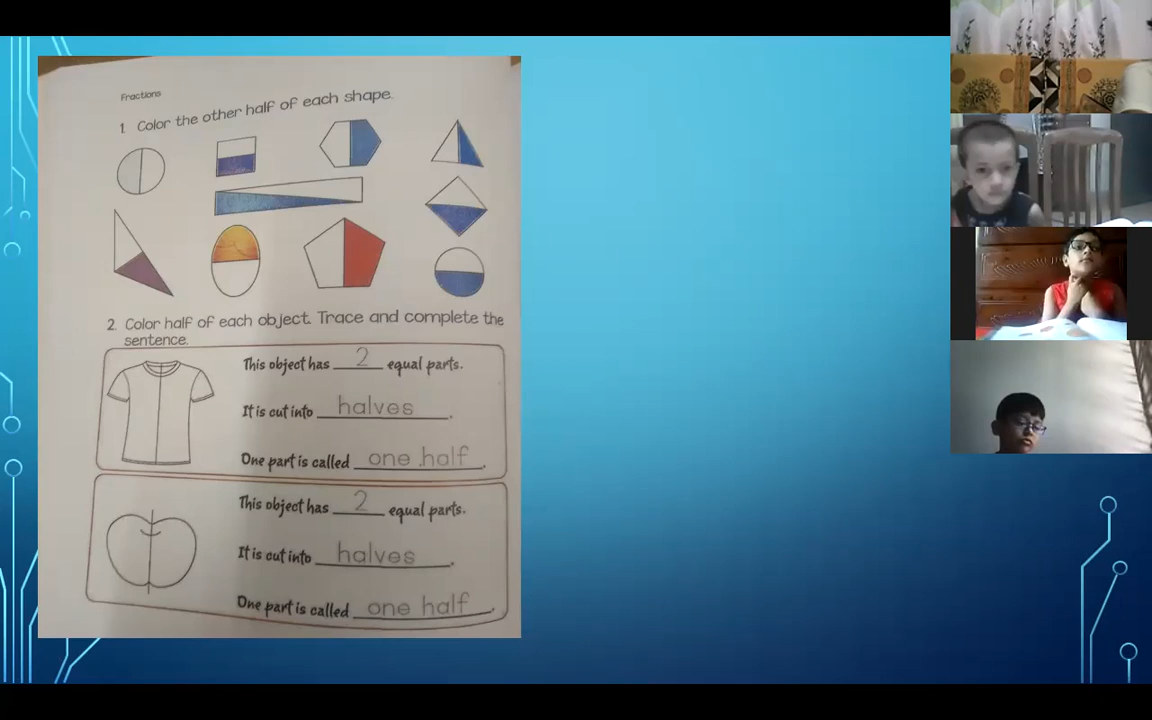 Fractions
1. Color the other half of each shape.
2. Color half of each object. Trace and complete the
sentence.
This object has 2 equal parts.
It is cut into halves.
One part is called one half.
This object has 2 equal parts.
It is cut into halves.
One part is called one half.